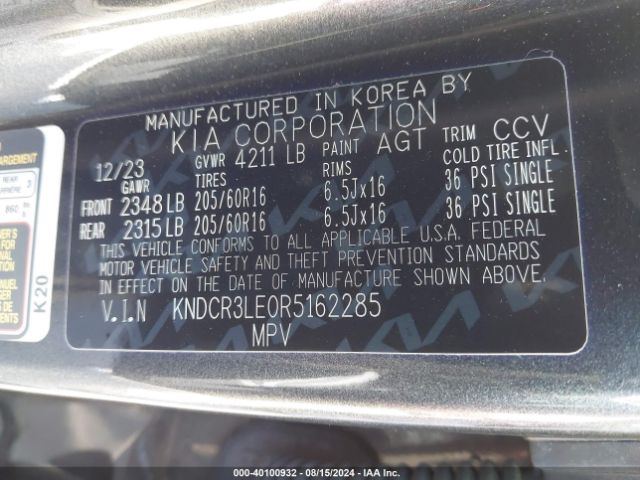 MANUFACTURED IN KOREA BY
KIA CORPORATION
12/23 GVWR 4211 LB PAINT AGT TRIM CCV
GAWR TIRES RIMS COLD TIRE INFL.
FRONT 2348 LB 205/60R16 6.5Jx16 36 PSI SINGLE
REAR 2315 LB 205/60R16 6.5Jx16 36 PSI SINGLE
THIS VEHICLE CONFORMS TO ALL APPLICABLE U.S.A. FEDERAL
MOTOR VEHICLE SAFETY AND THEFT PREVENTION STANDARDS
IN EFFECT ON THE DATE OF MANUFACTURE SHOWN ABOVE.
V.I.N KNDCR3LE0R5162285
MPV
REAR 3
860
K20
000-40100932 - 08/15/2024 - IAA Inc.